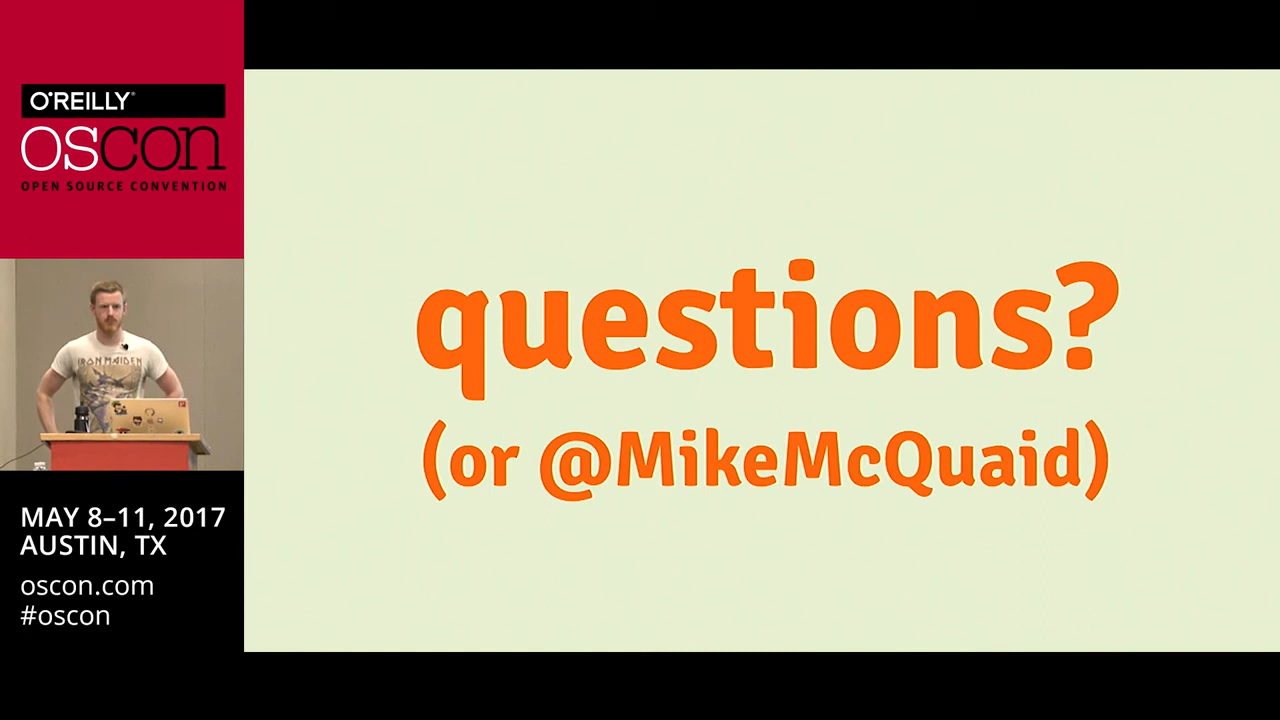 O'REILLY®
OSCON
OPEN SOURCE CONVENTION
IRON MAIDEN
MAY 8–11, 2017
AUSTIN, TX
oscon.com
#oscon
questions?
(or @MikeMcQuaid)